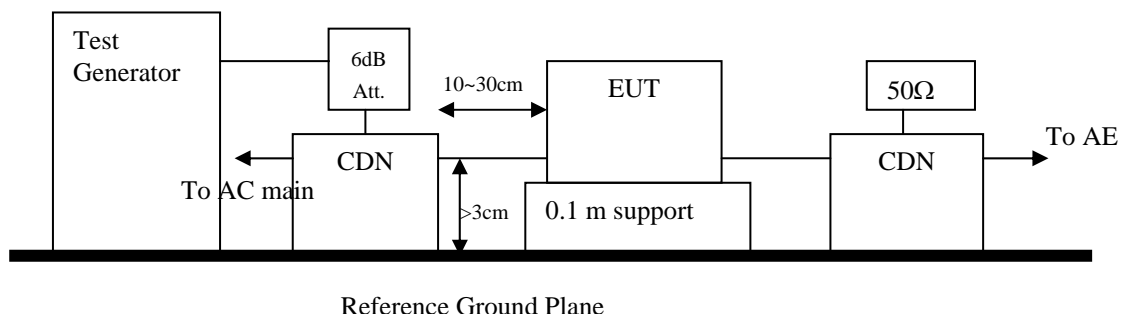 Test
Generator
6dB
Att.
10~30cm
EUT
50Ω
To AE
CDN
CDN
To AC main
>3cm
0.1 m support
Reference Ground Plane